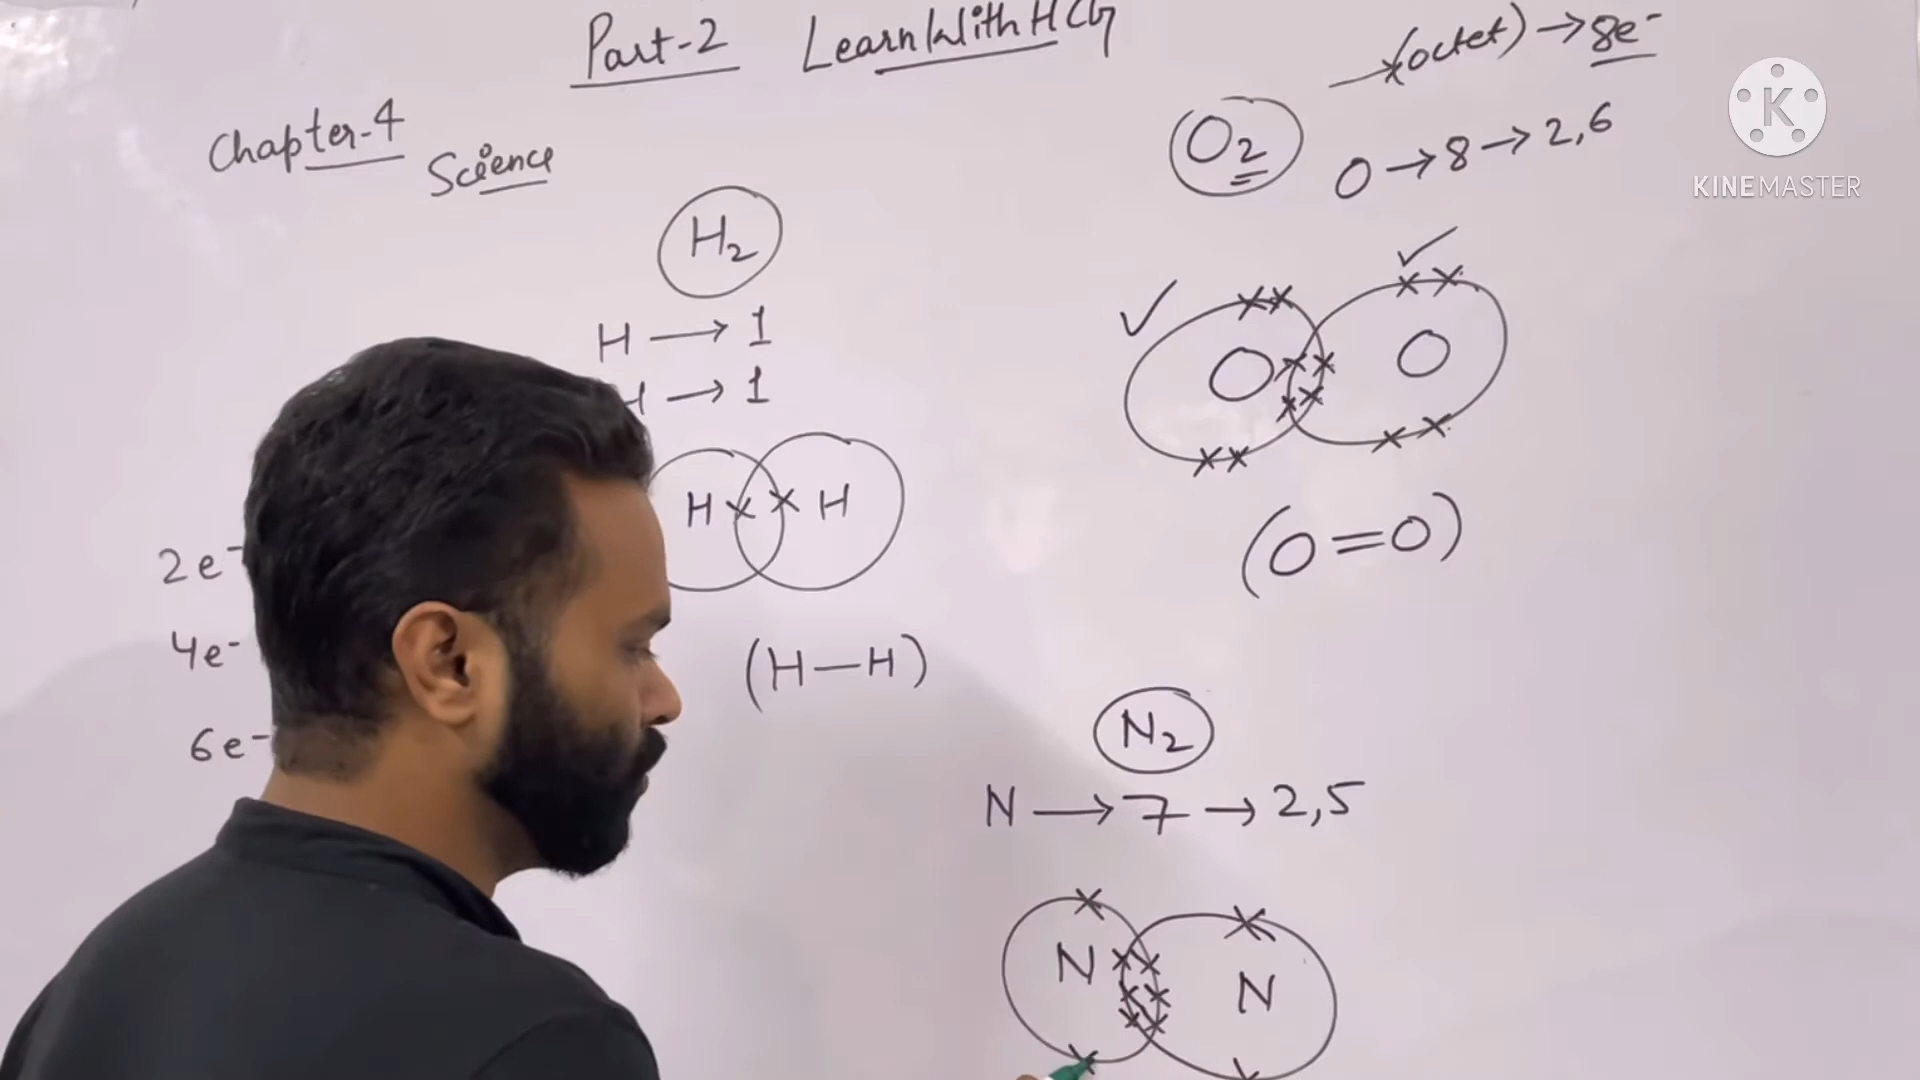 Part-2 LearnWithHCG
(octet) → 8e⁻
Chapter-4
Science
O₂
O → 8 → 2,6
KINEMASTER
H₂
H → 1
H → 1
H × × H
O O
2e⁻
(O=O)
4e⁻
(H—H)
6e⁻
N₂
N → 7 → 2,5
N N